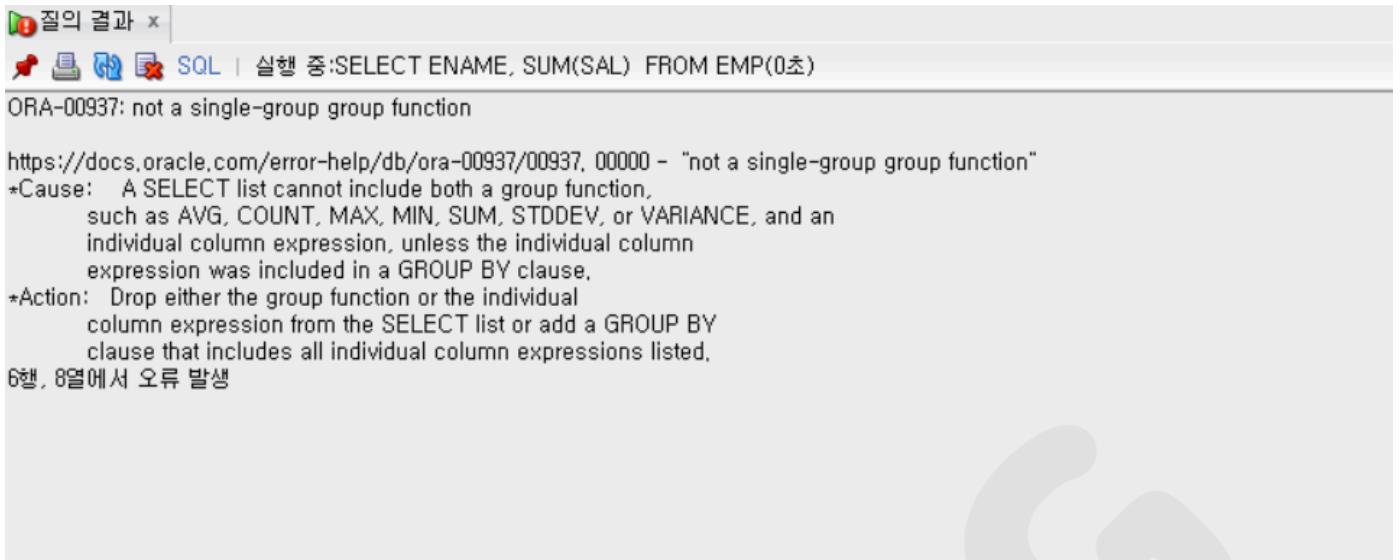 질의 결과 x
SQL | 실행 중:SELECT ENAME, SUM(SAL) FROM EMP(0초)
ORA-00937: not a single-group group function
https://docs.oracle.com/error-help/db/ora-00937/00937. 00000 - "not a single-group group function"
*Cause: A SELECT list cannot include both a group function,
such as AVG, COUNT, MAX, MIN, SUM, STDDEV, or VARIANCE, and an
individual column expression, unless the individual column
expression was included in a GROUP BY clause.
*Action: Drop either the group function or the individual
column expression from the SELECT list or add a GROUP BY
clause that includes all individual column expressions listed.
6행, 8열에서 오류 발생